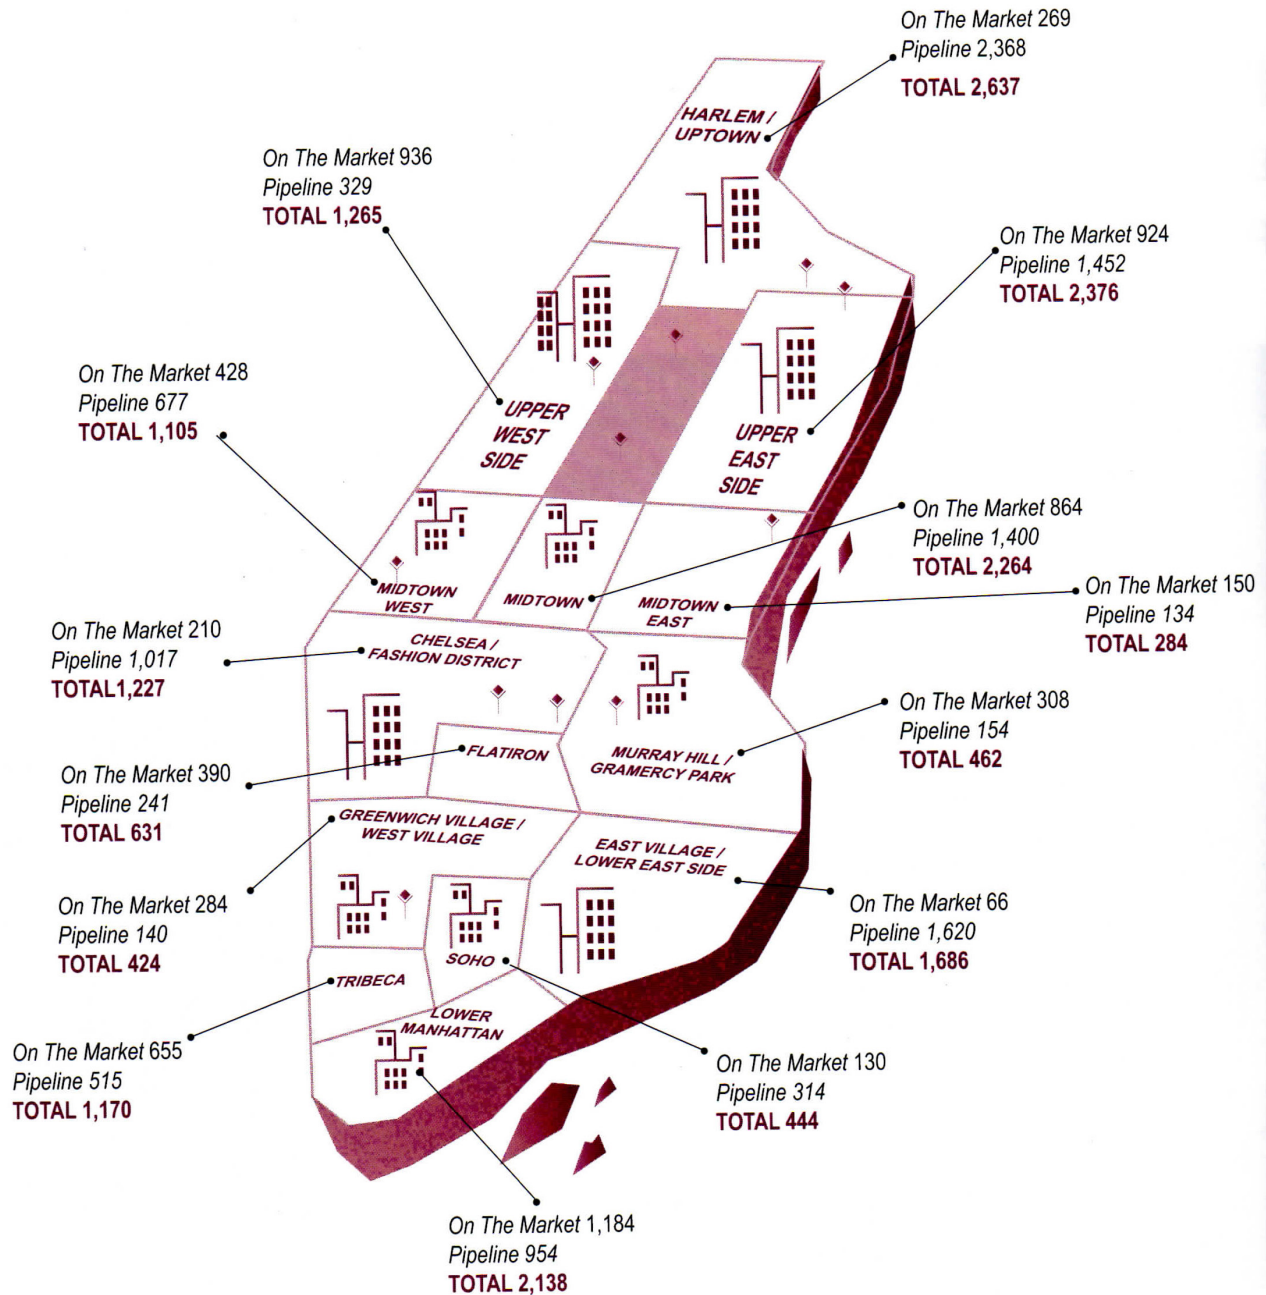 On The Market 269
Pipeline 2,368
TOTAL 2,637
HARLEM /
UPTOWN
On The Market 936
Pipeline 329
TOTAL 1,265
On The Market 924
Pipeline 1,452
TOTAL 2,376
On The Market 428
Pipeline 677
TOTAL 1,105
UPPER
WEST
SIDE
UPPER
EAST
SIDE
On The Market 864
Pipeline 1,400
TOTAL 2,264
MIDTOWN
WEST
MIDTOWN
MIDTOWN
EAST
On The Market 150
Pipeline 134
TOTAL 284
On The Market 210
Pipeline 1,017
TOTAL1,227
CHELSEA /
FASHION DISTRICT
On The Market 308
Pipeline 154
TOTAL 462
FLATIRON
MURRAY HILL /
GRAMERCY PARK
On The Market 390
Pipeline 241
TOTAL 631
GREENWICH VILLAGE /
WEST VILLAGE
EAST VILLAGE /
LOWER EAST SIDE
On The Market 284
Pipeline 140
TOTAL 424
On The Market 66
Pipeline 1,620
TOTAL 1,686
SOHO
TRIBECA
LOWER
MANHATTAN
On The Market 655
Pipeline 515
TOTAL 1,170
On The Market 130
Pipeline 314
TOTAL 444
On The Market 1,184
Pipeline 954
TOTAL 2,138